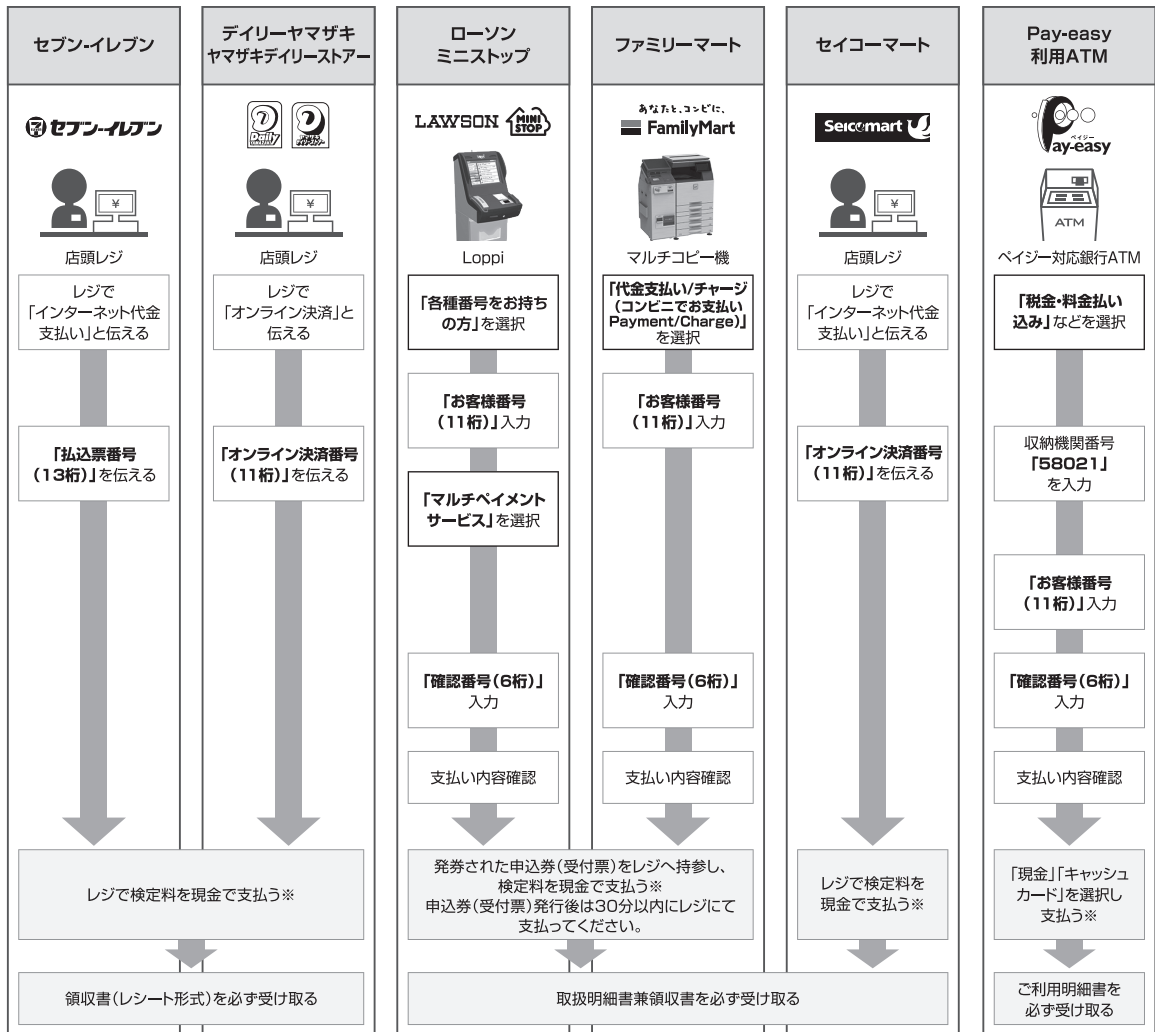 セブン-イレブン
デイリーヤマザキ
ヤマザキデイリーストアー
ローソン
ミニストップ
ファミリーマート
セイコーマート
Pay-easy
利用ATM
セブン-イレブン
Daily
LAWSON
MINI
STOP
あなたと、コンビに、
FamilyMart
Seicomart
ペイジー
Pay-easy
¥
¥
¥
ATM
店頭レジ
店頭レジ
Loppi
マルチコピー機
店頭レジ
ペイジー対応銀行ATM
レジで
「インターネット代金
支払い」と伝える
レジで
「オンライン決済」と
伝える
「各種番号をお持ち
の方」を選択
「代金支払い/チャージ
(コンビニでお支払い
Payment/Charge)」
を選択
レジで
「インターネット代金
支払い」と伝える
「税金・料金払い
込み」などを選択
「お客様番号
(11桁)」入力
「お客様番号
(11桁)」入力
「払込票番号
(13桁)」を伝える
「オンライン決済番号
(11桁)」を伝える
「マルチペイメント
サービス」を選択
「オンライン決済番号
(11桁)」を伝える
収納機関番号
「58021」
を入力
「お客様番号
(11桁)」入力
「確認番号(6桁)」
入力
「確認番号(6桁)」
入力
「確認番号(6桁)」
入力
支払い内容確認
支払い内容確認
支払い内容確認
レジで検定料を現金で支払う※
発券された申込券(受付票)をレジへ持参し、
検定料を現金で支払う※
申込券(受付票)発行後は30分以内にレジにて
支払ってください。
レジで検定料を
現金で支払う※
「現金」「キャッシュ
カード」を選択し
支払う※
領収書(レシート形式)を必ず受け取る
取扱明細書兼領収書を必ず受け取る
ご利用明細書を
必ず受け取る